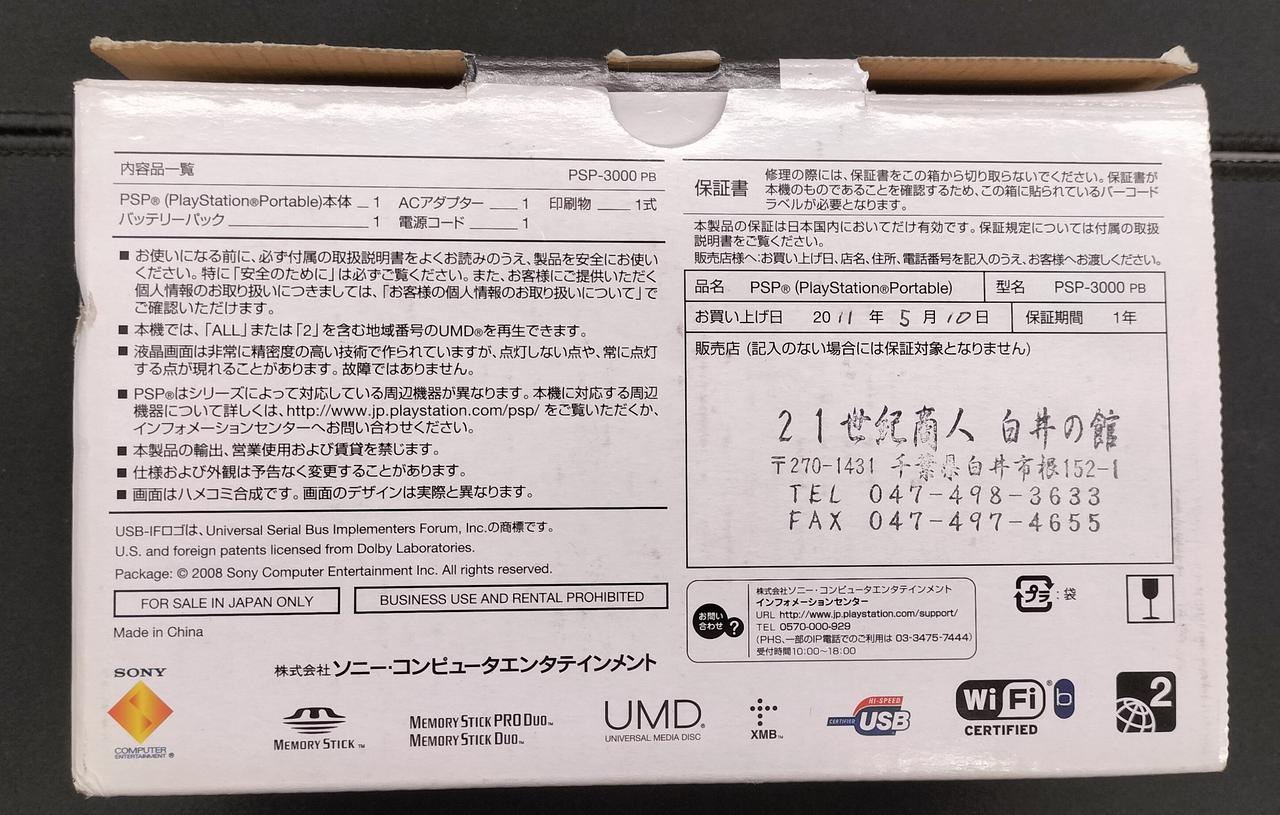 内容品一覧 PSP-3000 PB
PSP® (PlayStation®Portable)本体 1 ACアダプター 1 印刷物 1式
バッテリーパック 1 電源コード 1
■ お使いになる前に、必ず付属の取扱説明書をよくお読みのうえ、製品を安全にお使い
ください。特に「安全のために」は必ずご覧ください。また、お客様にご提供いただく
個人情報のお取り扱いにつきましては、「お客様の個人情報のお取り扱いについて」で
ご確認いただけます。
■ 本機では、「ALL」または「2」を含む地域番号のUMD®を再生できます。
■ 液晶画面は非常に精密度の高い技術で作られていますが、点灯しない点や、常に点灯
する点が現れることがあります。故障ではありません。
■ PSP®はシリーズによって対応している周辺機器が異なります。本機に対応する周辺
機器について詳しくは、http://www.jp.playstation.com/psp/ をご覧いただくか、
インフォメーションセンターへお問い合わせください。
■ 本製品の輸出、営業使用および賃貸を禁じます。
■ 仕様および外観は予告なく変更することがあります。
■ 画面はハメコミ合成です。画面のデザインは実際と異なります。
USB-IFロゴは、Universal Serial Bus Implementers Forum, Inc.の商標です。
U.S. and foreign patents licensed from Dolby Laboratories.
Package: © 2008 Sony Computer Entertainment Inc. All rights reserved.
FOR SALE IN JAPAN ONLY
BUSINESS USE AND RENTAL PROHIBITED
Made in China
保証書
修理の際には、保証書をこの箱から切り取らないでください。保証書が
本機のものであることを確認するため、この箱に貼られているバーコード
ラベルが必要となります。
本製品の保証は日本国内においてだけ有効です。保証規定については付属の取扱
説明書をご覧ください。
販売店様へ:お買い上げ日、店名、住所、電話番号を記入のうえ、お客様へお渡しください。
品名 PSP® (PlayStation®Portable) 型名 PSP-3000 PB
お買い上げ日 2011 年 5 月 10 日 保証期間 1年
販売店 (記入のない場合には保証対象となりません)
21世紀商人 白井の館
〒270-1431 千葉県白井市根152-1
TEL 047-498-3633
FAX 047-497-4655
お問い
合わせ ?
株式会社ソニー・コンピュータエンタテインメント
インフォメーションセンター
URL http://www.jp.playstation.com/support/
TEL 0570-000-929
(PHS、一部のIP電話でのご利用は 03-3475-7444)
受付時間10:00~18:00
プラ : 袋
SONY
COMPUTER
ENTERTAINMENT®
株式会社ソニー・コンピュータエンタテインメント
MEMORY STICK™
MEMORY STICK PRO DUO™
MEMORY STICK DUO™
UMD®
UNIVERSAL MEDIA DISC
XMB™
HI-SPEED
CERTIFIED USB
Wi Fi® b
CERTIFIED
2